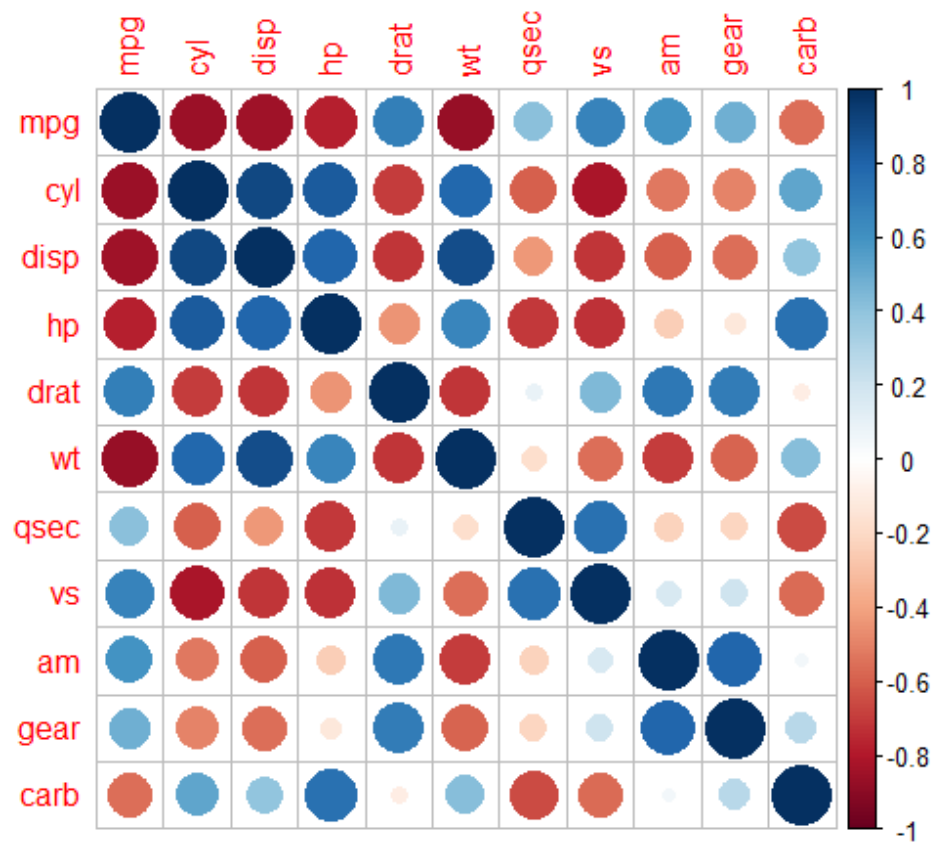 mpg cyl disp hp drat wt qsec vs am gear carb
mpg
cyl
disp
hp
drat
wt
qsec
vs
am
gear
carb
1
0.8
0.6
0.4
0.2
0
-0.2
-0.4
-0.6
-0.8
-1